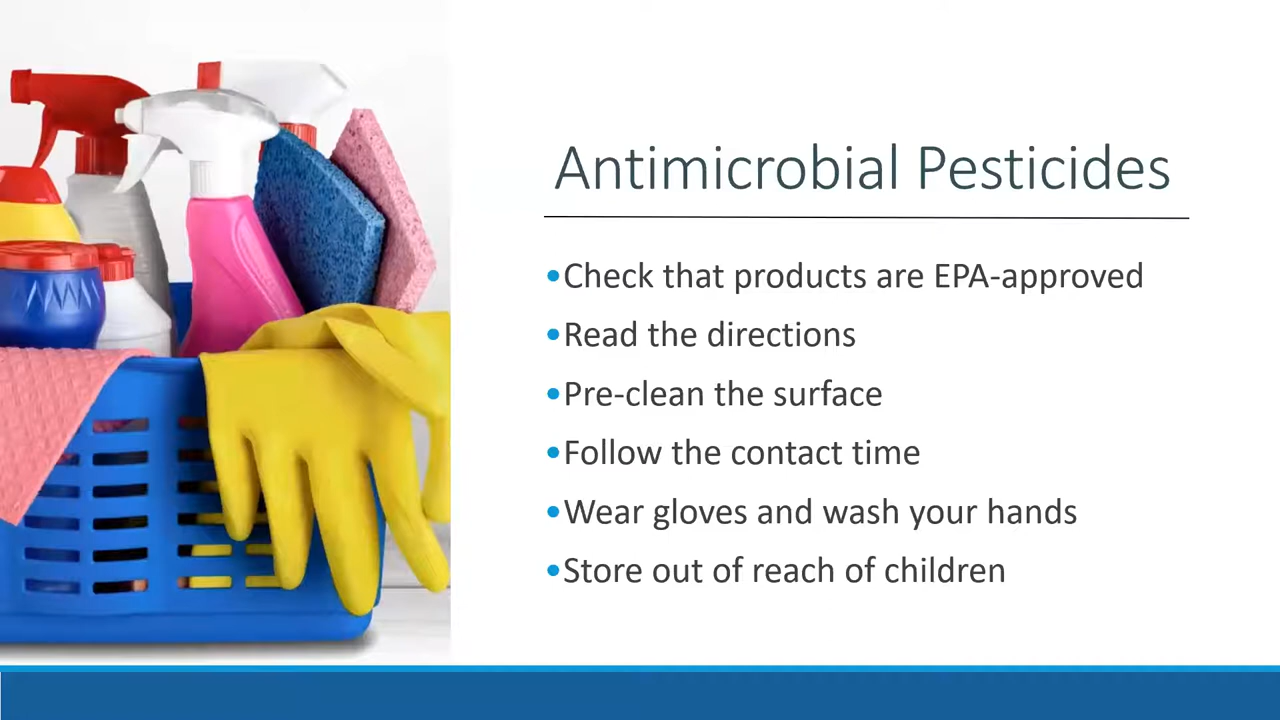 Antimicrobial Pesticides
•Check that products are EPA-approved
•Read the directions
•Pre-clean the surface
•Follow the contact time
•Wear gloves and wash your hands
•Store out of reach of children